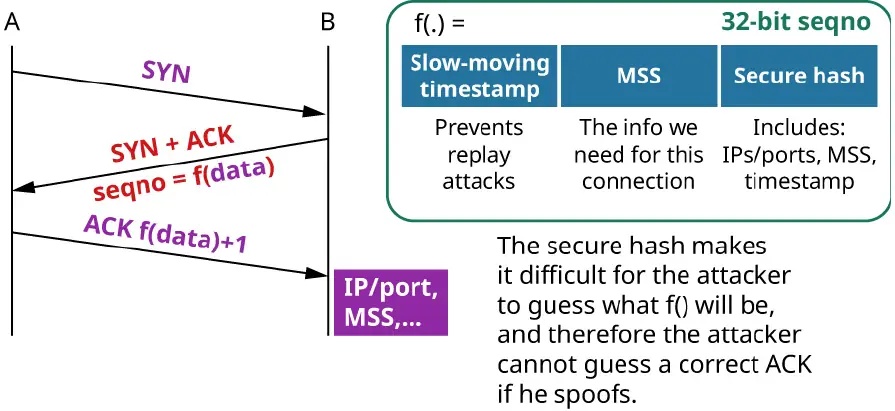 A
B
SYN
SYN + ACK
seqno = f(data)
ACK f(data)+1
IP/port,
MSS,...
f(.) =
32-bit seqno
Slow-moving
timestamp
MSS
Secure hash
Prevents
replay
attacks
The info we
need for this
connection
Includes:
IPs/ports, MSS,
timestamp
The secure hash makes
it difficult for the attacker
to guess what f() will be,
and therefore the attacker
cannot guess a correct ACK
if he spoofs.